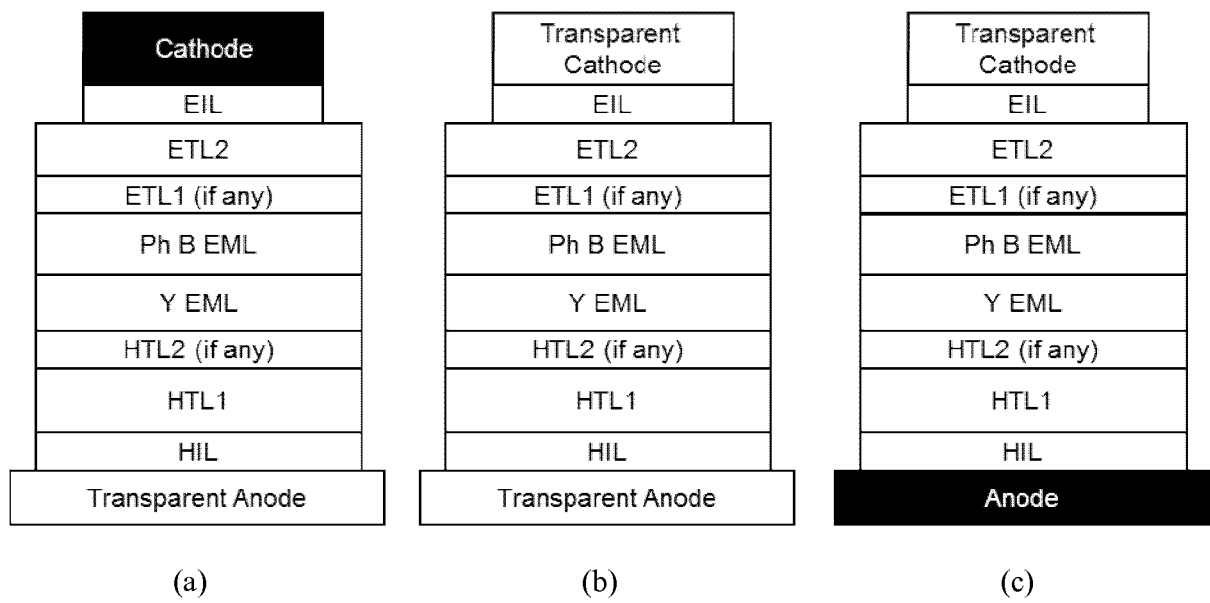 Cathode
EIL
ETL2
ETL1 (if any)
Ph B EML
Y EML
HTL2 (if any)
HTL1
HIL
Transparent Anode
(a)
Transparent
Cathode
EIL
ETL2
ETL1 (if any)
Ph B EML
Y EML
HTL2 (if any)
HTL1
HIL
Transparent Anode
(b)
Transparent
Cathode
EIL
ETL2
ETL1 (if any)
Ph B EML
Y EML
HTL2 (if any)
HTL1
HIL
Anode
(c)